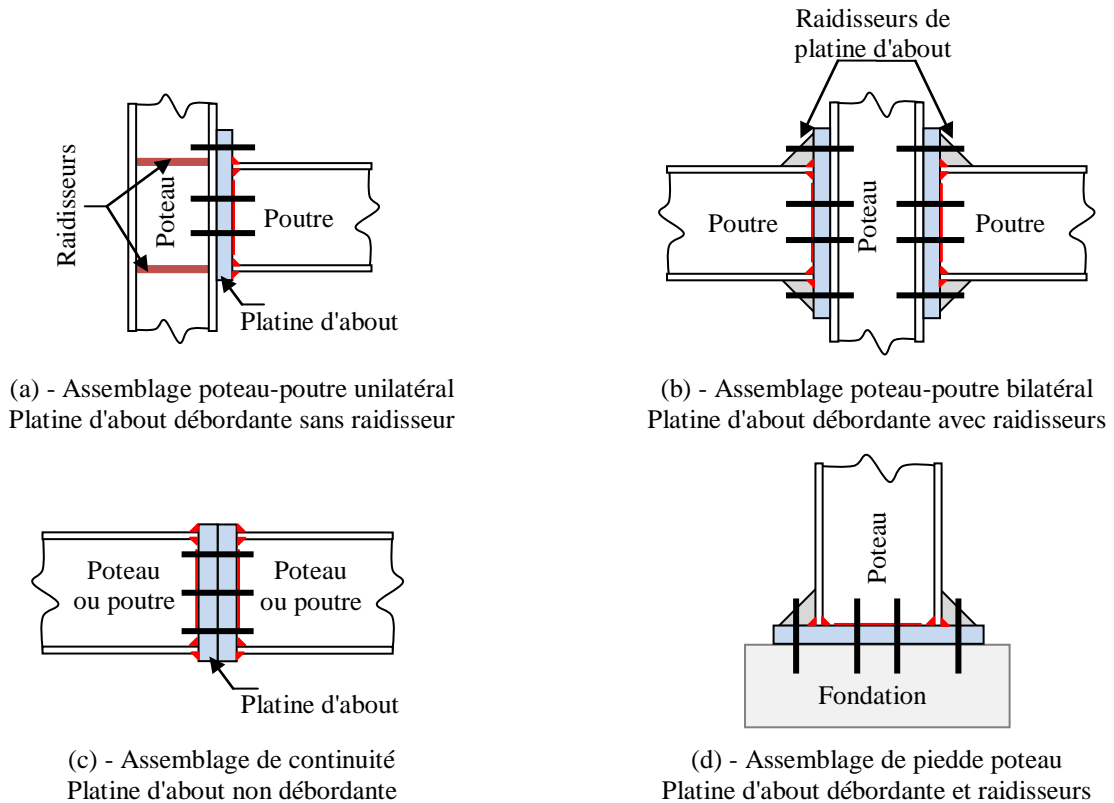 Raidisseurs
Poteau
Poutre
Platine d'about
(a) - Assemblage poteau-poutre unilatéral
Platine d'about débordante sans raidisseur
Raidisseurs de
platine d'about
Poutre
Poteau
Poutre
(b) - Assemblage poteau-poutre bilatéral
Platine d'about débordante avec raidisseurs
Poteau
ou poutre
Poteau
ou poutre
Platine d'about
(c) - Assemblage de continuité
Platine d'about non débordante
Poteau
Fondation
(d) - Assemblage de piedde poteau
Platine d'about débordante et raidisseurs